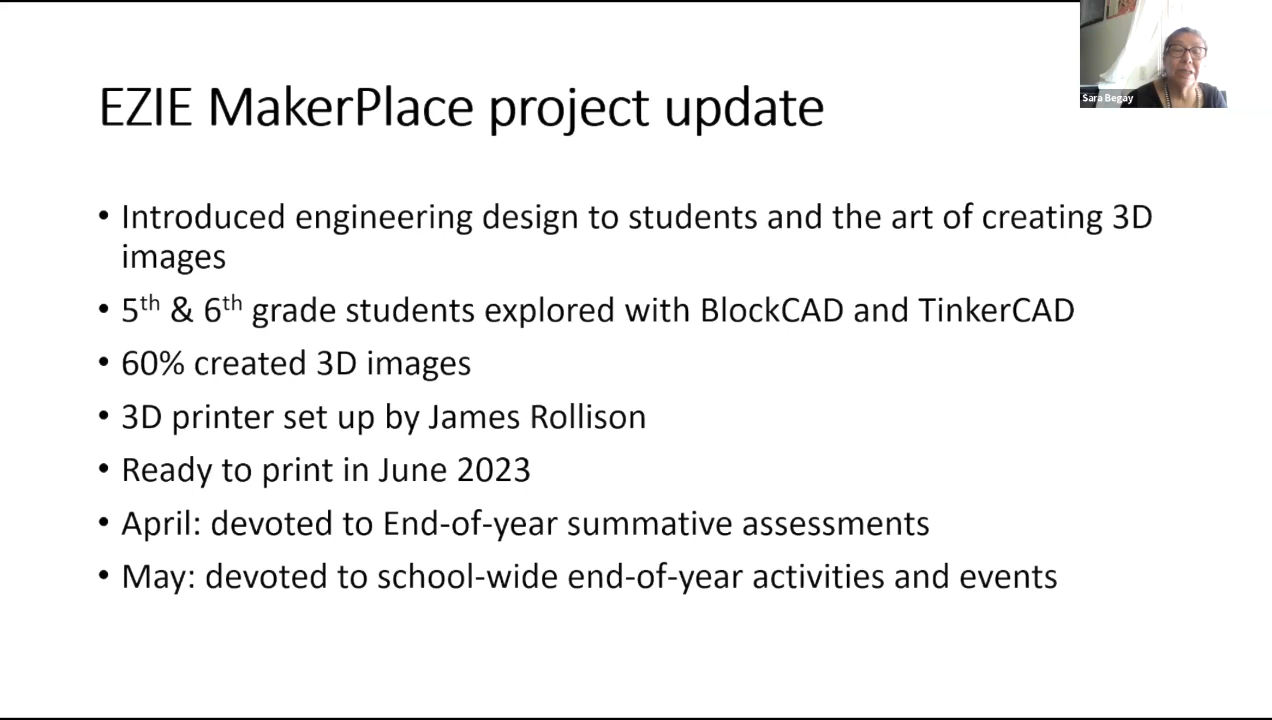 EZIE MakerPlace project update
Sara Begay
• Introduced engineering design to students and the art of creating 3D
images
• 5th & 6th grade students explored with BlockCAD and TinkerCAD
• 60% created 3D images
• 3D printer set up by James Rollison
• Ready to print in June 2023
• April: devoted to End-of-year summative assessments
• May: devoted to school-wide end-of-year activities and events